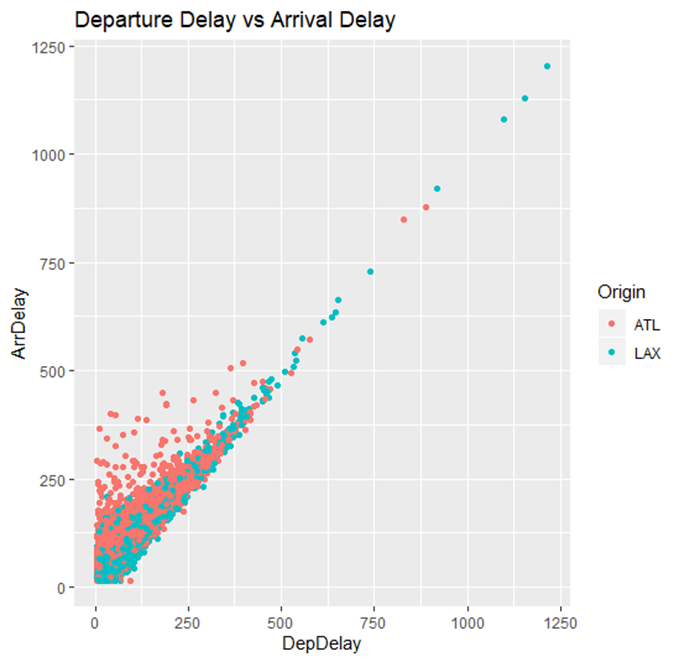 Departure Delay vs Arrival Delay
1250
1000
750
500
250
0
ArrDelay
0 250 500 750 1000 1250
DepDelay
Origin
ATL
LAX